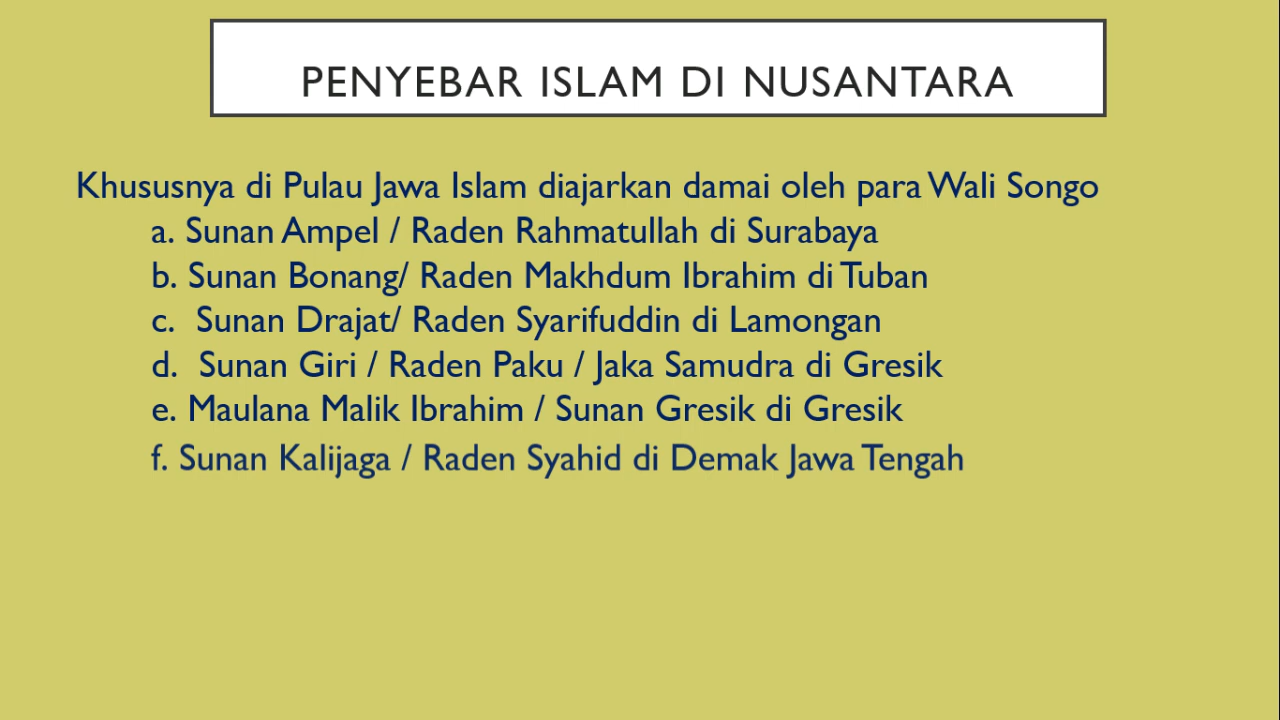 PENYEBAR ISLAM DI NUSANTARA
Khususnya di Pulau Jawa Islam diajarkan damai oleh para Wali Songo
a. Sunan Ampel / Raden Rahmatullah di Surabaya
b. Sunan Bonang/ Raden Makhdum Ibrahim di Tuban
c. Sunan Drajat/ Raden Syarifuddin di Lamongan
d. Sunan Giri / Raden Paku / Jaka Samudra di Gresik
e. Maulana Malik Ibrahim / Sunan Gresik di Gresik
f. Sunan Kalijaga / Raden Syahid di Demak Jawa Tengah